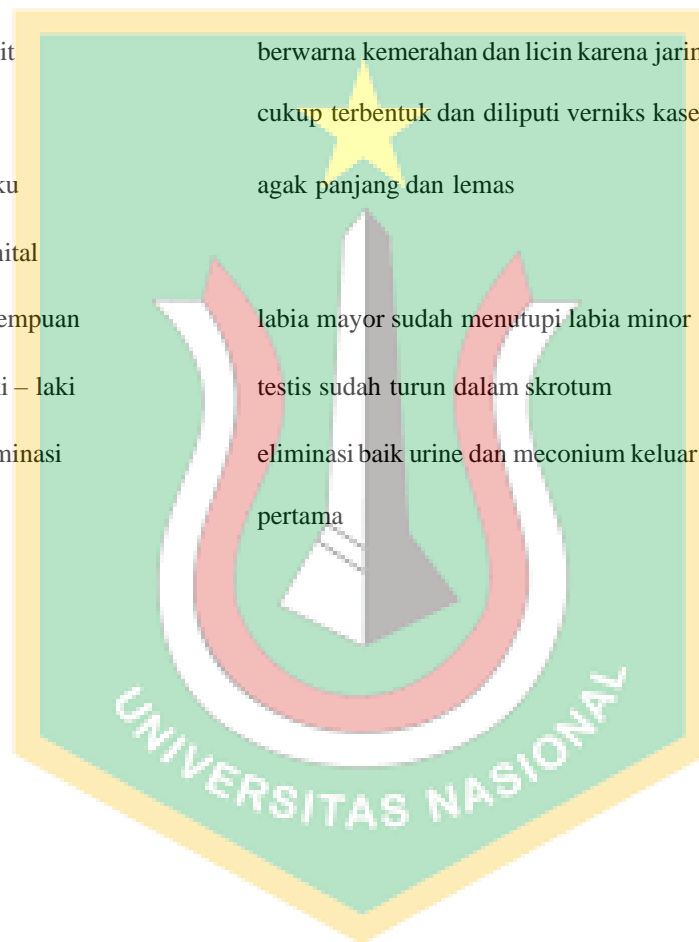 it berwarna kemerahan dan licin karena jarin
cukup terbentuk dan diliputi verniks kase
ku agak panjang dan lemas
nital
empuan labia mayor sudah menutupi labia minor
i – laki testis sudah turun dalam skrotum
minasi eliminasi baik urine dan meconium keluar
pertama
UNIVERSITAS NASIONAL